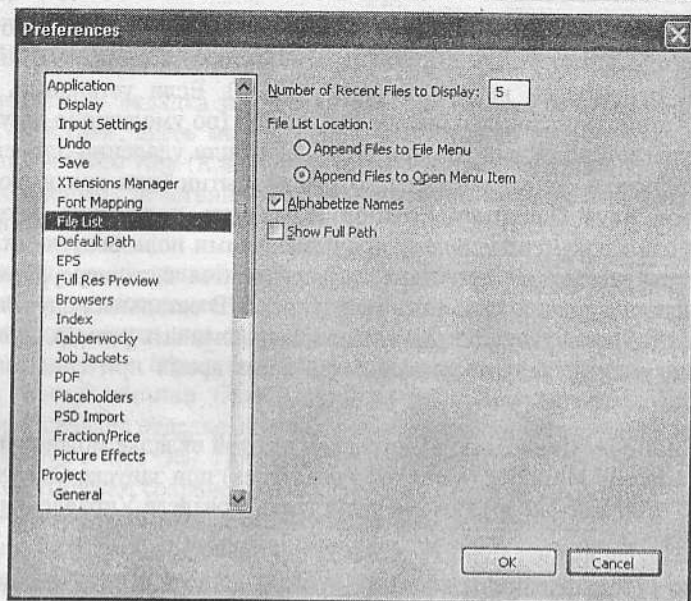 Preferences
Application
Display
Input Settings
Undo
Save
XTensions Manager
Font Mapping
File List
Default Path
EPS
Full Res Preview
Browsers
Index
Jabberwocky
Job Jackets
PDF
Placeholders
PSD Import
Fraction/Price
Picture Effects
Project
General
Number of Recent Files to Display: 5
File List Location:
Append Files to File Menu
Append Files to Open Menu Item
Alphabetize Names
Show Full Path
OK
Cancel